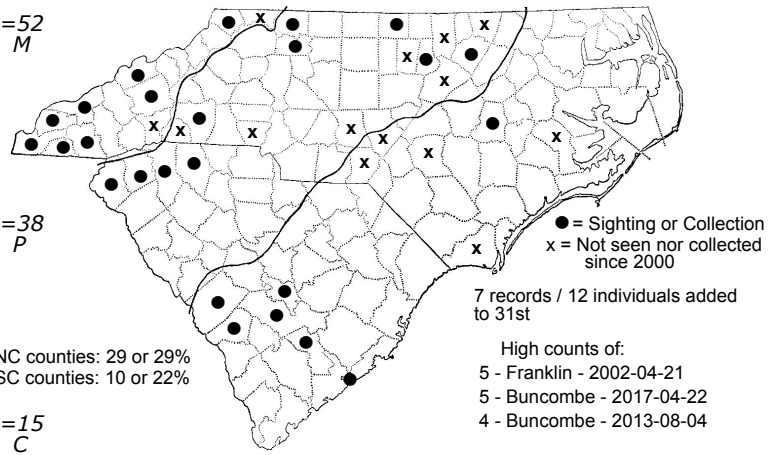 =52
M
=38
P
● = Sighting or Collection
x = Not seen nor collected
since 2000
7 records / 12 individuals added
to 31st
NC counties: 29 or 29%
SC counties: 10 or 22%
High counts of:
5 - Franklin - 2002-04-21
5 - Buncombe - 2017-04-22
4 - Buncombe - 2013-08-04
=15
C